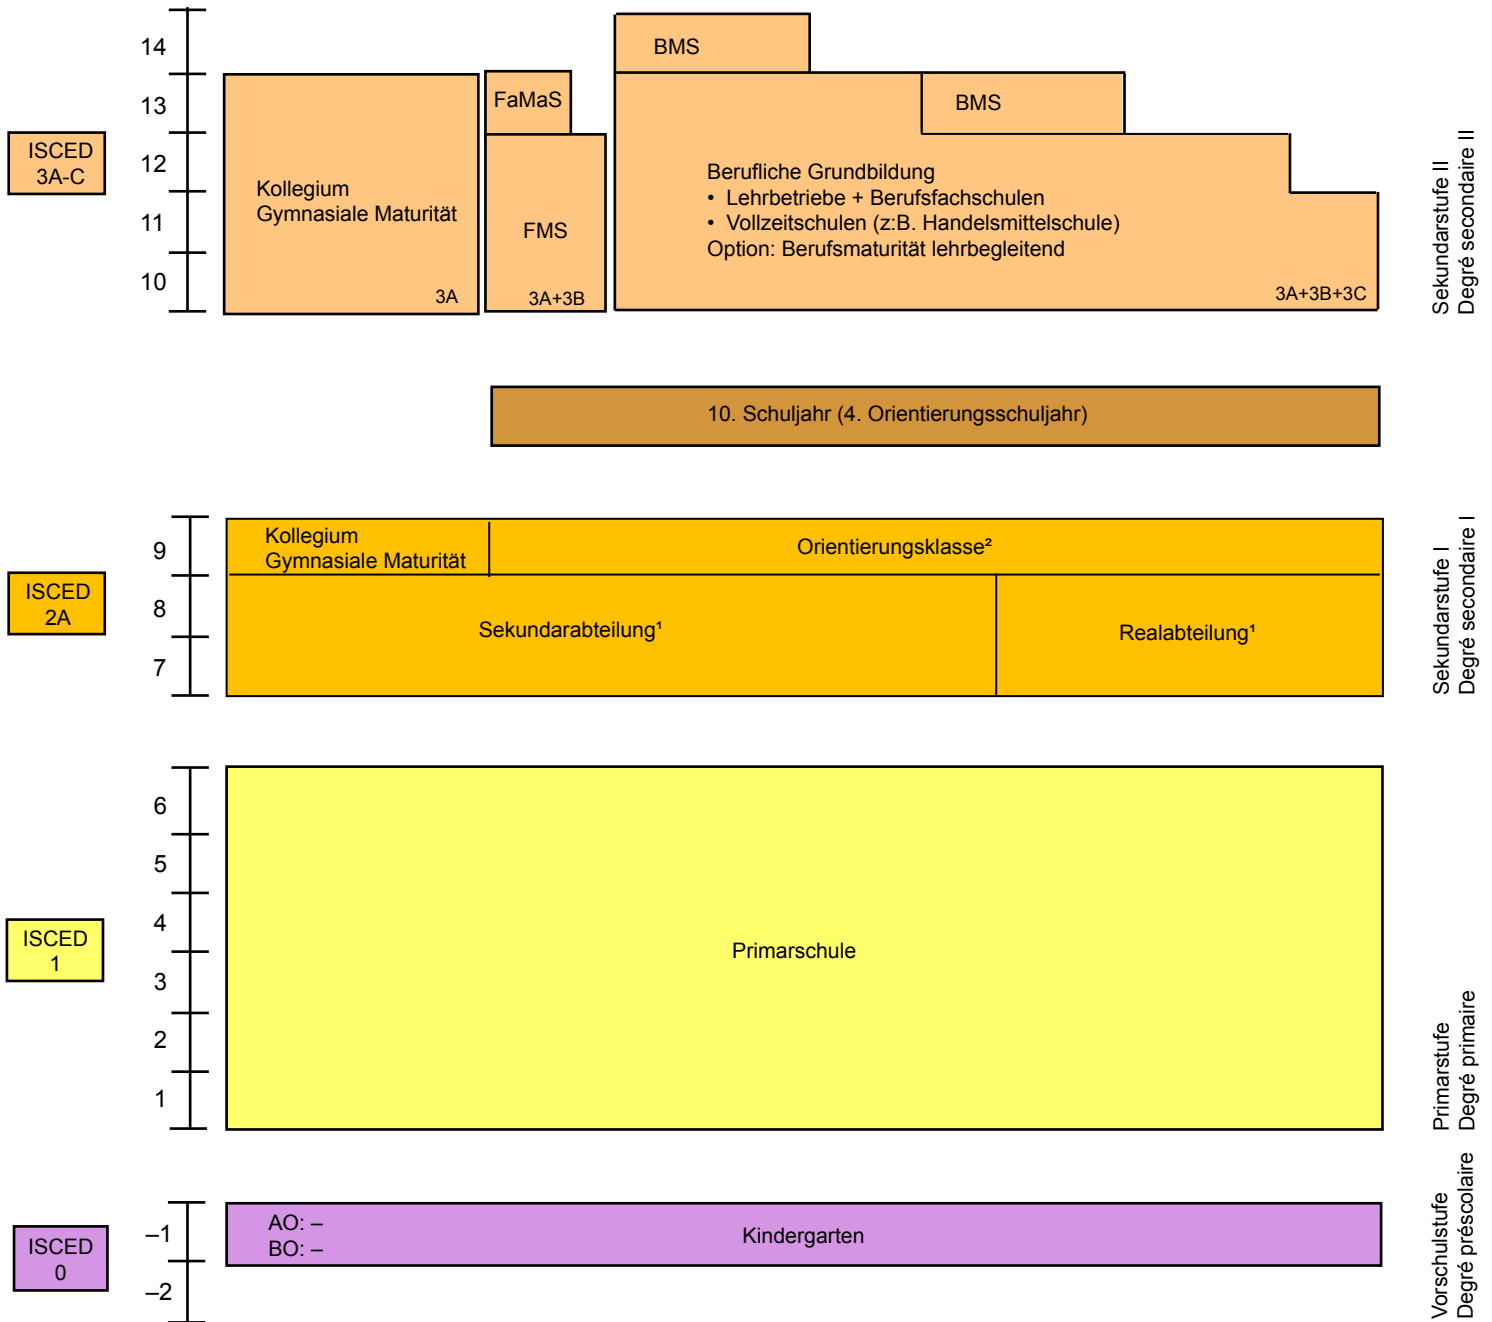 14
BMS
FaMaS
13
BMS
ISCED
3A-C
12
Kollegium
Gymnasiale Maturität
Berufliche Grundbildung
• Lehrbetriebe + Berufsfachschulen
• Vollzeitschulen (z:B. Handelsmittelschule)
Option: Berufsmaturität lehrbegleitend
11
FMS
10
3A
3A+3B
3A+3B+3C
Sekundarstufe II
Degré secondaire II
10. Schuljahr (4. Orientierungsschuljahr)
9
Kollegium
Gymnasiale Maturität
Orientierungsklasse²
ISCED
2A
8
Sekundarabteilung¹
Realabteilung¹
7
Sekundarstufe I
Degré secondaire I
6
5
4
ISCED
1
Primarschule
3
2
1
Primarstufe
Degré primaire
–1
AO: –
BO: –
Kindergarten
ISCED
0
–2
Vorschulstufe
Degré préscolaire